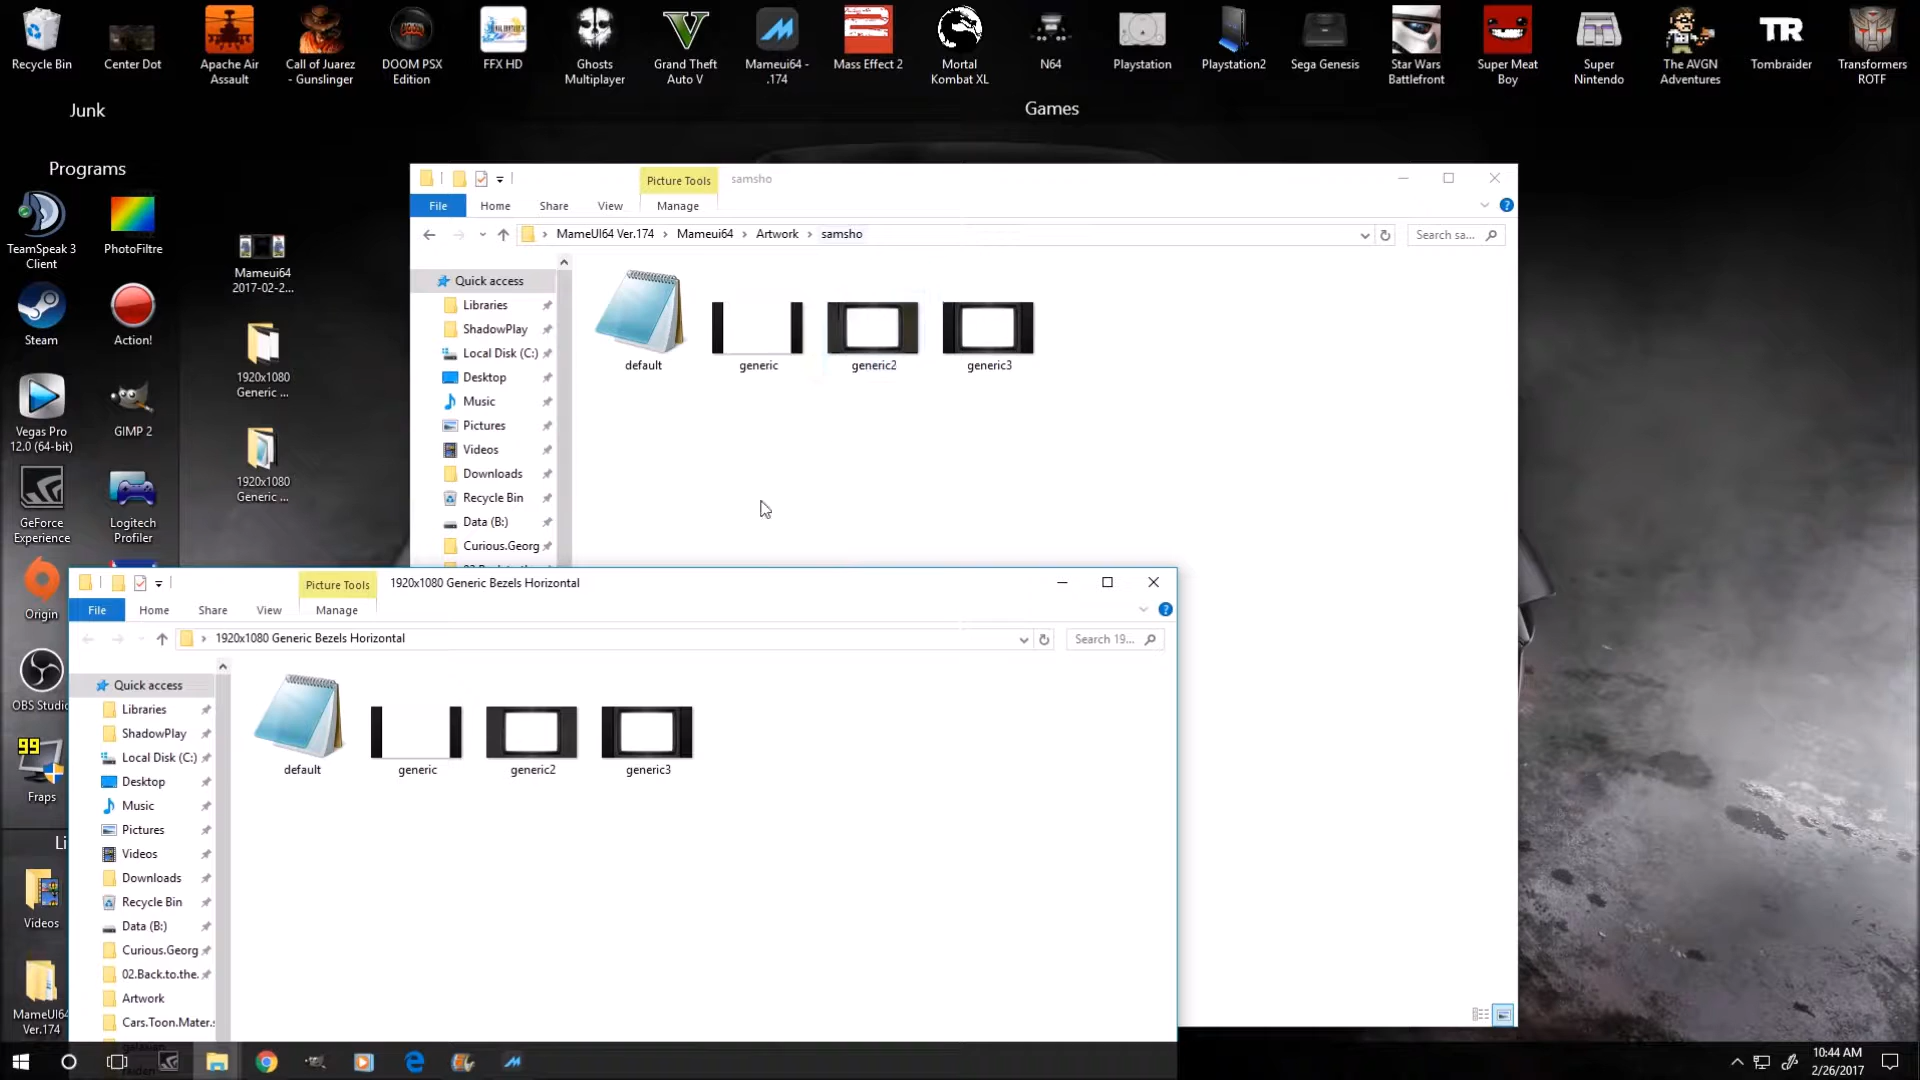 Recycle Bin
Center Dot
Apache Air
Assault
Call of Juarez
- Gunslinger
DOOM PSX
Edition
FFX HD
Ghosts
Multiplayer
Grand Theft
Auto V
Mameui64 -
.174
Mass Effect 2
Mortal
Kombat XL
N64
Playstation
Playstation2
Sega Genesis
Star Wars
Battlefront
Super Meat
Boy
Super
Nintendo
The AVGN
Adventures
TR
Tombraider
Transformers
ROTF
Junk
Games
Programs
TeamSpeak 3
Client
PhotoFiltre
Steam
Action!
Vegas Pro
12.0 (64-bit)
GIMP 2
GeForce
Experience
Logitech
Profiler
Origin
OBS Studio
99
Fraps
Li
Videos
MameUI64
Ver.174
Mameui64
2017-02-2...
1920x1080
Generic ...
1920x1080
Generic ...
Picture Tools
samsho
File
Home
Share
View
Manage
MameUI64 Ver.174
Mameui64
Artwork
samsho
Search sa...
Quick access
Libraries
ShadowPlay
Local Disk (C:)
Desktop
Music
Pictures
Videos
Downloads
Recycle Bin
Data (B:)
Curious.Georg
default
generic
generic2
generic3
Picture Tools
1920x1080 Generic Bezels Horizontal
File
Home
Share
View
Manage
1920x1080 Generic Bezels Horizontal
Search 19...
Quick access
Libraries
ShadowPlay
Local Disk (C:)
Desktop
Music
Pictures
Videos
Downloads
Recycle Bin
Data (B:)
Curious.Georg
02.Back.to.the.
Artwork
Cars.Toon.Mater.s
default
generic
generic2
generic3
10:44 AM
2/26/2017